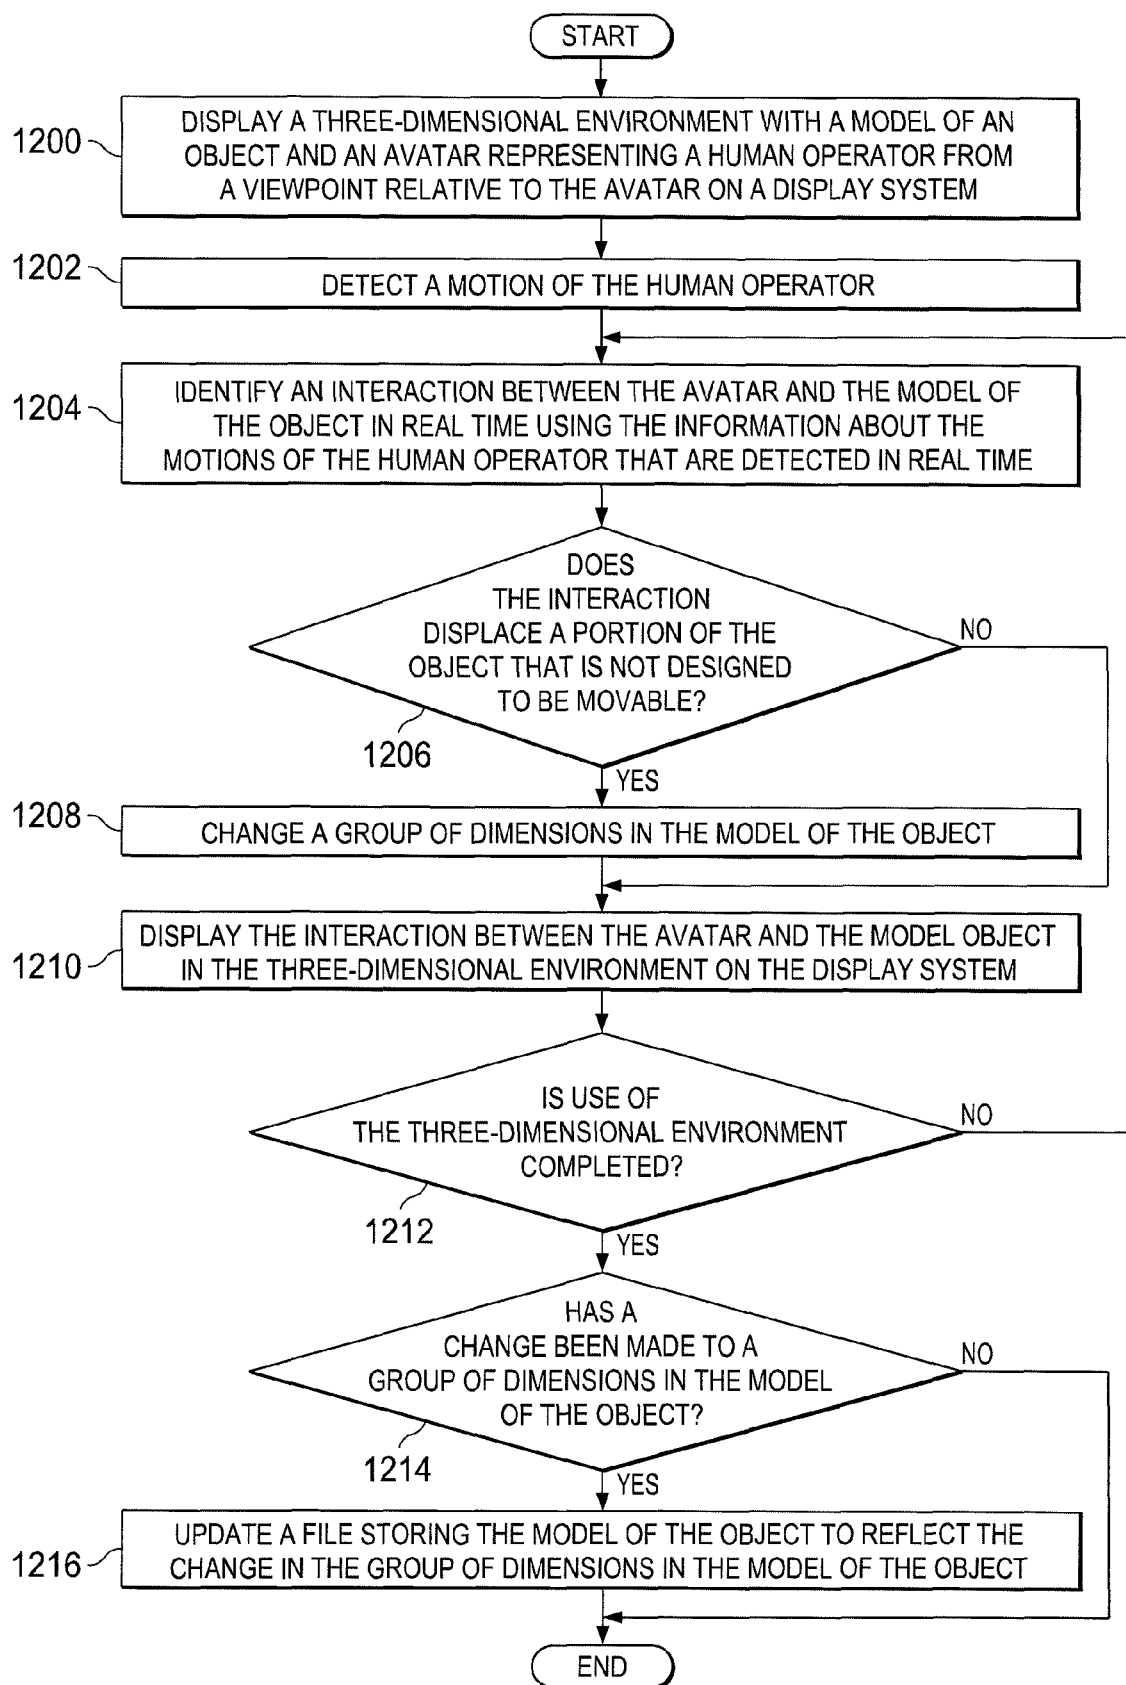 START
1200
DISPLAY A THREE-DIMENSIONAL ENVIRONMENT WITH A MODEL OF AN
OBJECT AND AN AVATAR REPRESENTING A HUMAN OPERATOR FROM
A VIEWPOINT RELATIVE TO THE AVATAR ON A DISPLAY SYSTEM
1202
DETECT A MOTION OF THE HUMAN OPERATOR
1204
IDENTIFY AN INTERACTION BETWEEN THE AVATAR AND THE MODEL OF
THE OBJECT IN REAL TIME USING THE INFORMATION ABOUT THE
MOTIONS OF THE HUMAN OPERATOR THAT ARE DETECTED IN REAL TIME
DOES
THE INTERACTION
DISPLACE A PORTION OF THE
OBJECT THAT IS NOT DESIGNED
TO BE MOVABLE?
NO
1206
YES
1208
CHANGE A GROUP OF DIMENSIONS IN THE MODEL OF THE OBJECT
1210
DISPLAY THE INTERACTION BETWEEN THE AVATAR AND THE MODEL OBJECT
IN THE THREE-DIMENSIONAL ENVIRONMENT ON THE DISPLAY SYSTEM
IS USE OF
THE THREE-DIMENSIONAL ENVIRONMENT
COMPLETED?
NO
1212
YES
HAS A
CHANGE BEEN MADE TO A
GROUP OF DIMENSIONS IN THE MODEL
OF THE OBJECT?
NO
1214
YES
1216
UPDATE A FILE STORING THE MODEL OF THE OBJECT TO REFLECT THE
CHANGE IN THE GROUP OF DIMENSIONS IN THE MODEL OF THE OBJECT
END